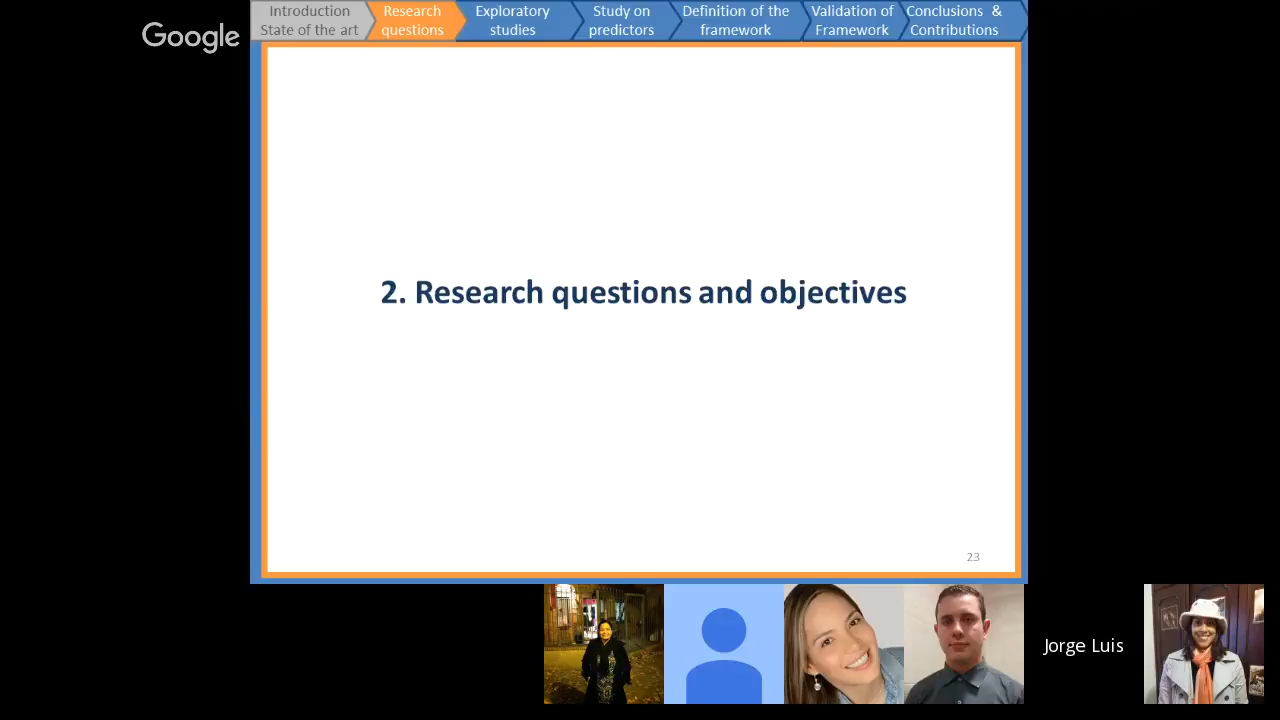 Google
Introduction
State of the art
Research
questions
Exploratory
studies
Study on
predictors
Definition of the
framework
Validation of
Framework
Conclusions &
Contributions
2. Research questions and objectives
23
Jorge Luis